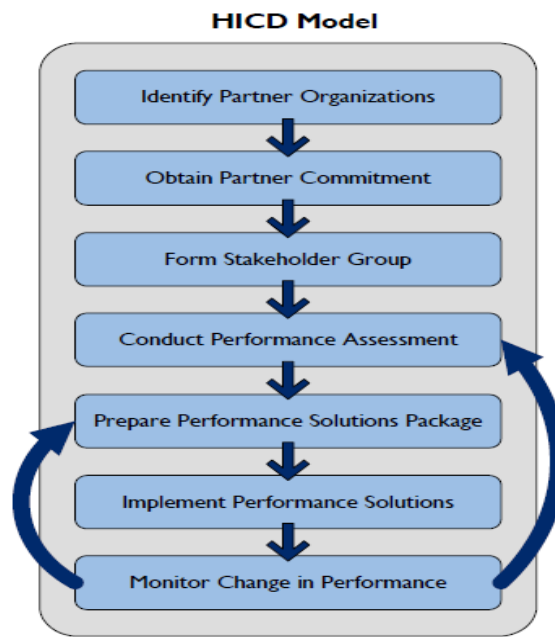 HICD Model
Identify Partner Organizations
Obtain Partner Commitment
Form Stakeholder Group
Conduct Performance Assessment
Prepare Performance Solutions Package
Implement Performance Solutions
Monitor Change in Performance